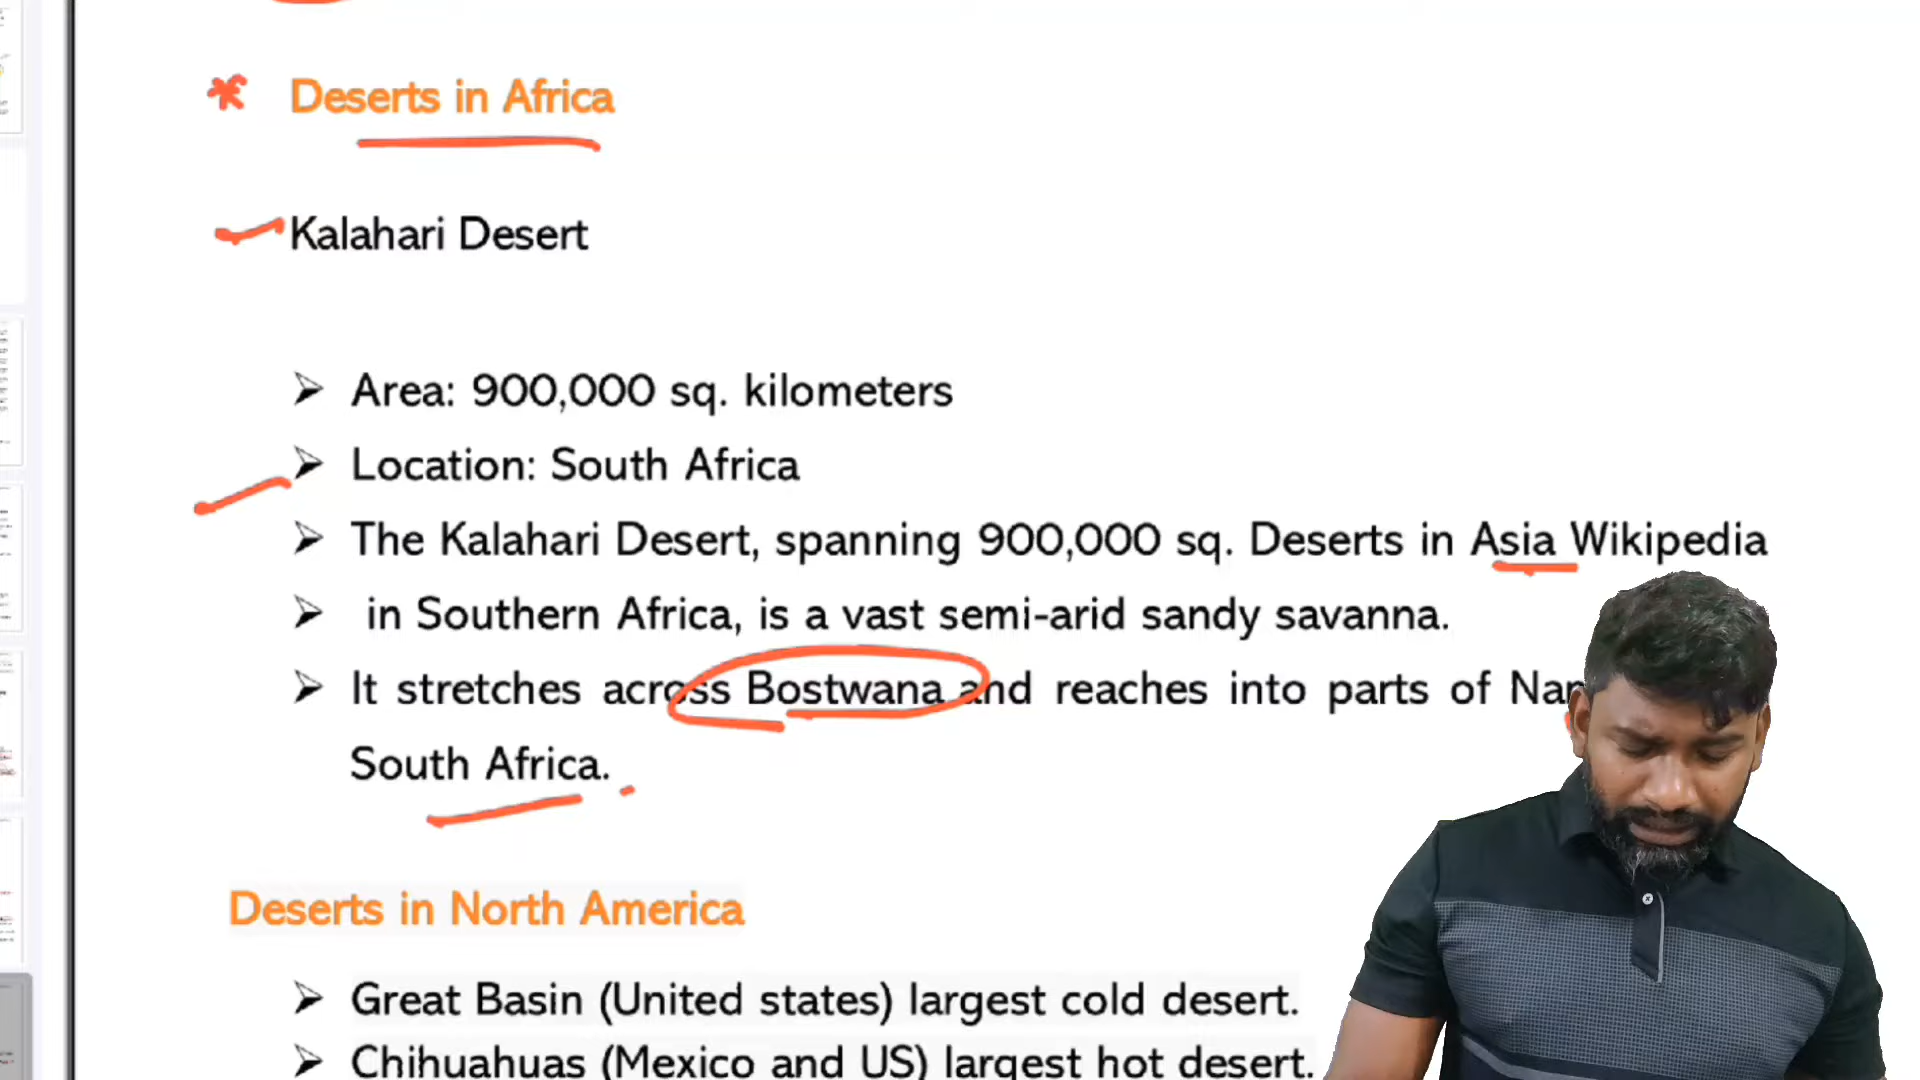 Deserts in Africa
Kalahari Desert
Area: 900,000 sq. kilometers
Location: South Africa
The Kalahari Desert, spanning 900,000 sq. Deserts in Asia Wikipedia
in Southern Africa, is a vast semi-arid sandy savanna.
It stretches across Bostwana and reaches into parts of
South Africa.
Deserts in North America
Great Basin (United states) largest cold desert.
Chihuahuas (Mexico and US) largest hot desert.